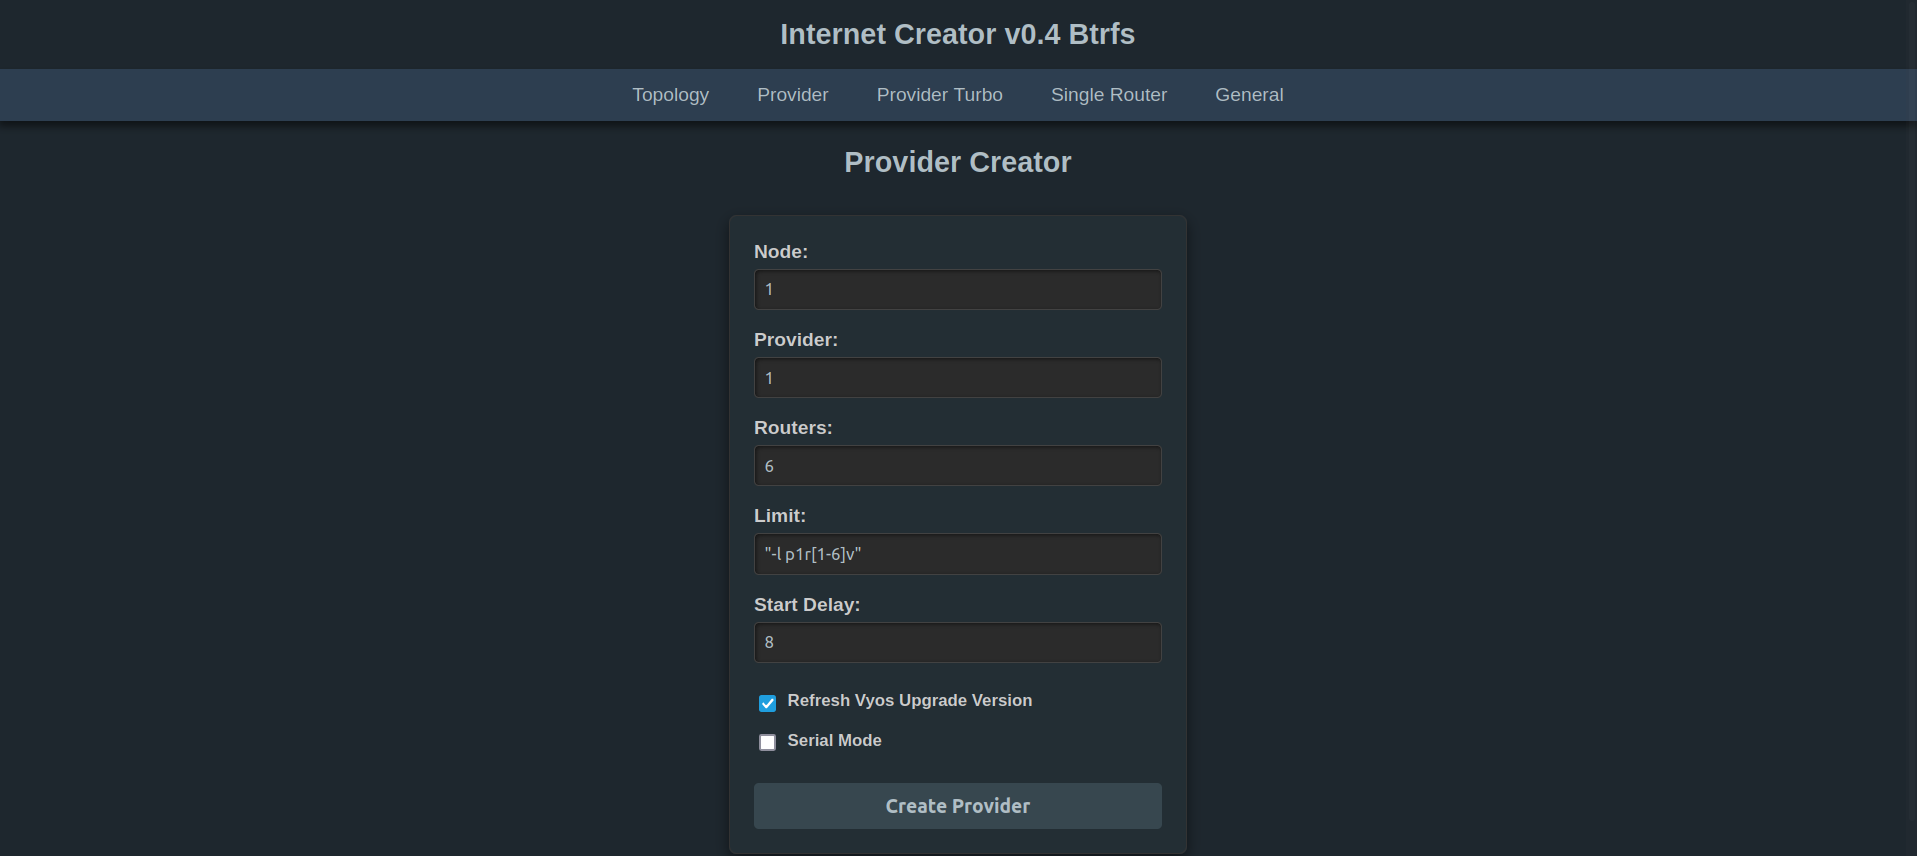 Internet Creator v0.4 Btrfs
Topology Provider Provider Turbo Single Router General
Provider Creator
Node:
1
Provider:
1
Routers:
6
Limit:
"-l p1r[1-6]v"
Start Delay:
8
Refresh Vyos Upgrade Version
Serial Mode
Create Provider